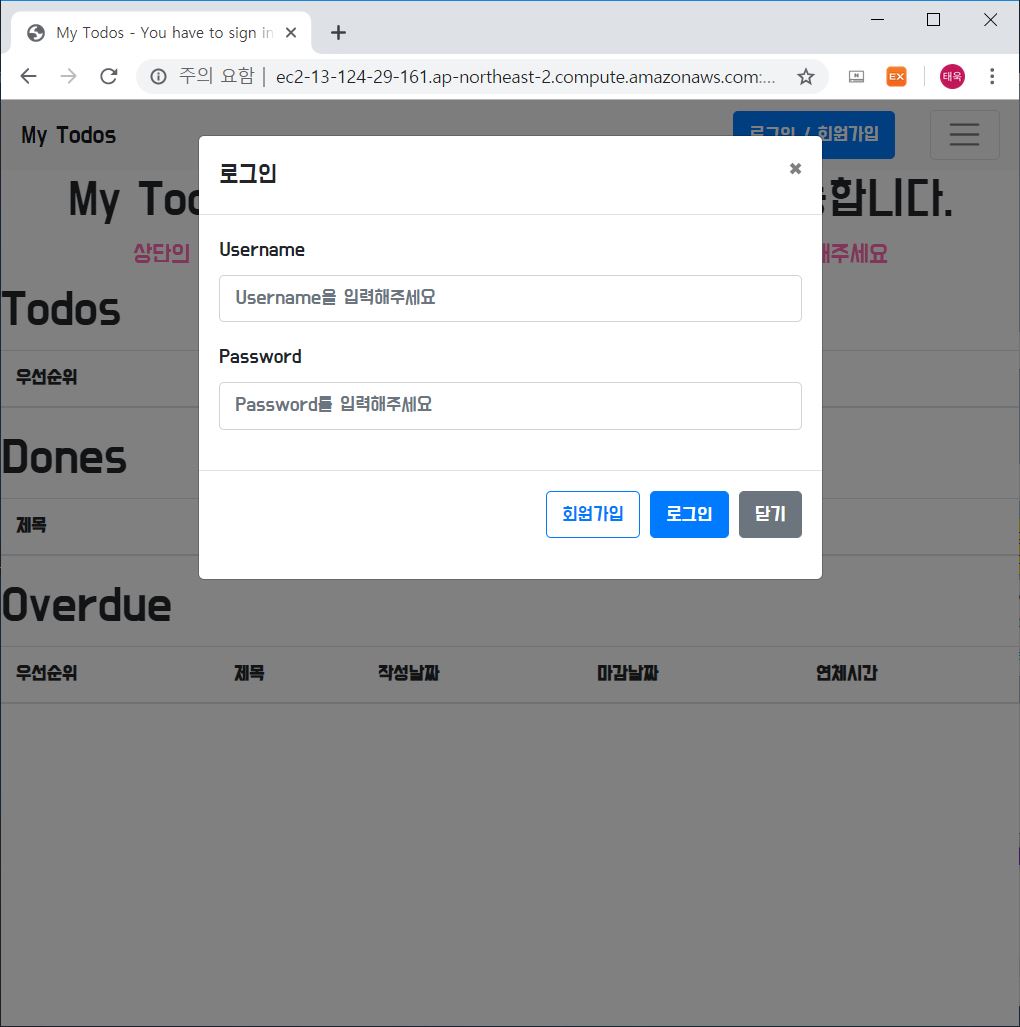 My Todos - You have to sign in
주의 요함 | ec2-13-124-29-161.ap-northeast-2.compute.amazonaws.com:...
EX
태욱
My Todos
로그인 / 회원가입
My
합니다.
상단의
해주세요
로그인
Username
Username을 입력해주세요
Password
Password를 입력해주세요
회원가입 로그인 닫기
Todos
우선순위
Dones
제목
Overdue
우선순위 제목 작성날짜 마감날짜 연체시간